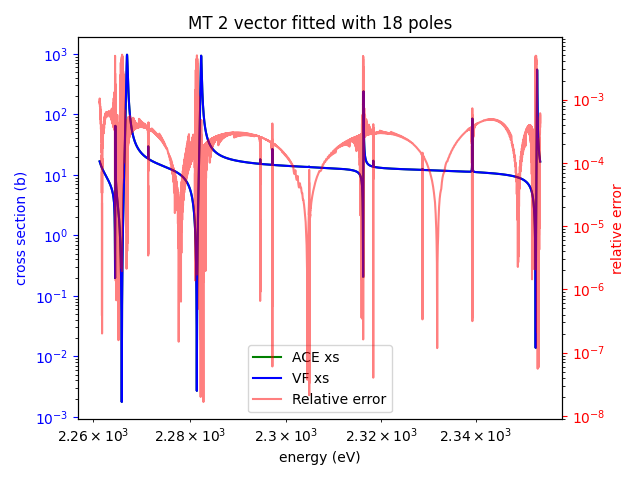 MT 2 vector fitted with 18 poles
10³
10²
10¹
10⁰
10⁻¹
10⁻²
10⁻³
cross section (b)
10⁻³
10⁻⁴
10⁻⁵
10⁻⁶
10⁻⁷
10⁻⁸
relative error
ACE xs
VF xs
Relative error
2.26 × 10³ 2.28 × 10³ 2.3 × 10³ 2.32 × 10³ 2.34 × 10³
energy (eV)